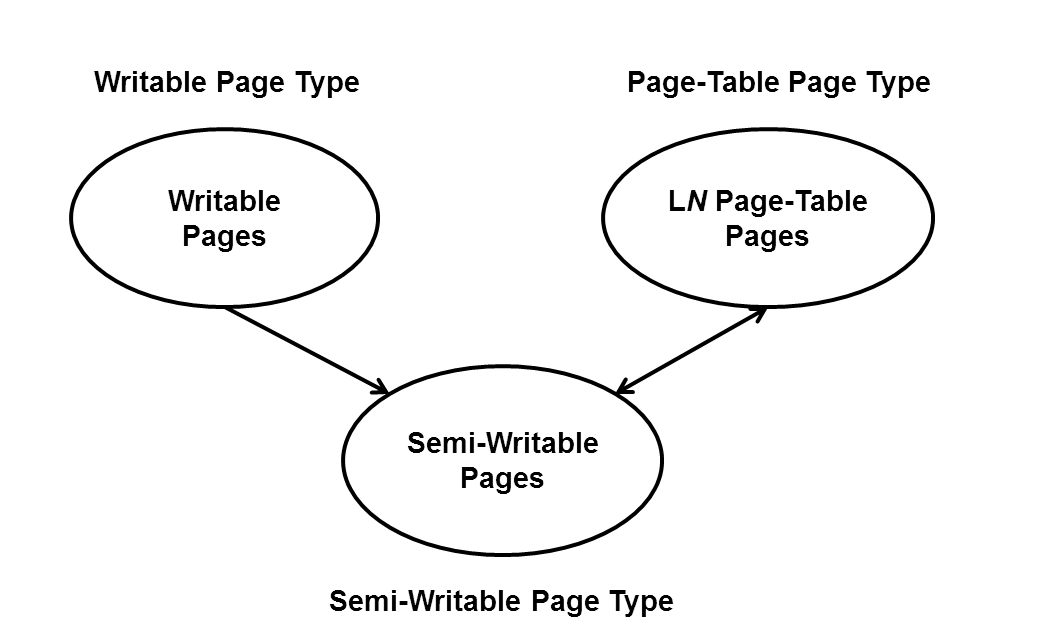 Writable Page Type
Page-Table Page Type
Writable
Pages
LN Page-Table
Pages
Semi-Writable
Pages
Semi-Writable Page Type